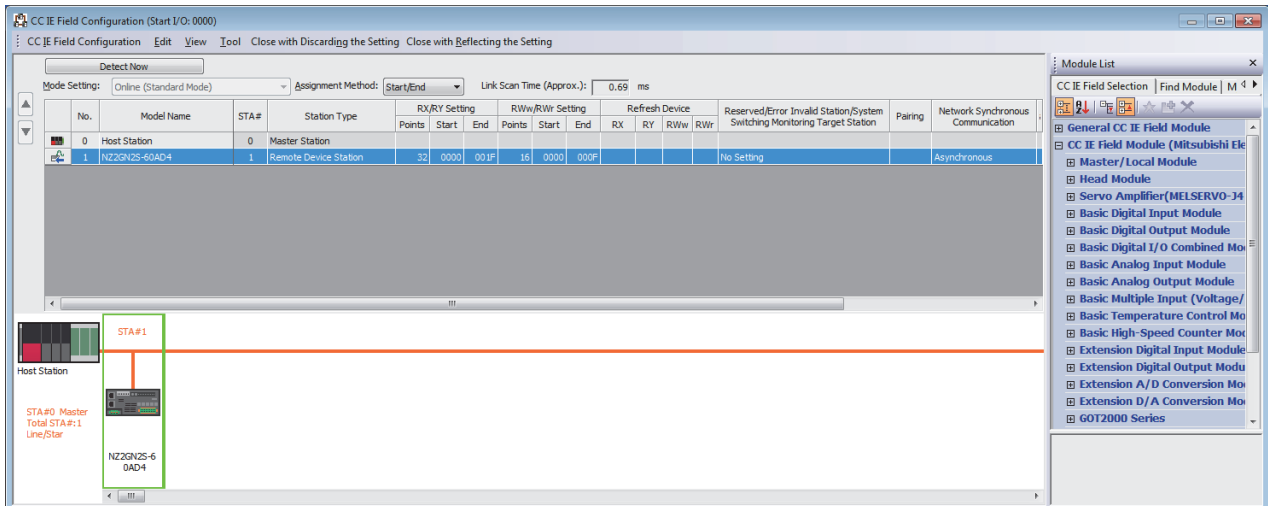 CC IE Field Configuration (Start I/O: 0000)
CC IE Field Configuration Edit View Tool Close with Discarding the Setting Close with Reflecting the Setting
Detect Now
Mode Setting: Online (Standard Mode) Assignment Method: Start/End Link Scan Time (Approx.): 0.69 ms
No. Model Name STA# Station Type RX/RY Setting RWw/RWr Setting Refresh Device Reserved/Error Invalid Station/System Switching Monitoring Target Station Pairing Network Synchronous Communication
Points Start End Points Start End RX RY RWw RWr
0 Host Station 0 Master Station
1 NZ2GN2S-60AD4 1 Remote Device Station 32 0000 001F 16 0000 000F No Setting Asynchronous
STA#1
Host Station
STA#0 Master
Total STA#:1
Line/Star
NZ2GN2S-6
0AD4
Module List
CC IE Field Selection Find Module M
General CC IE Field Module
CC IE Field Module (Mitsubishi Ele
Master/Local Module
Head Module
Servo Amplifier(MELSERVO-J4
Basic Digital Input Module
Basic Digital Output Module
Basic Digital I/O Combined Mo
Basic Analog Input Module
Basic Analog Output Module
Basic Multiple Input (Voltage/
Basic Temperature Control Mo
Basic High-Speed Counter Mod
Extension Digital Input Module
Extension Digital Output Modu
Extension A/D Conversion Mo
Extension D/A Conversion Mo
GOT2000 Series